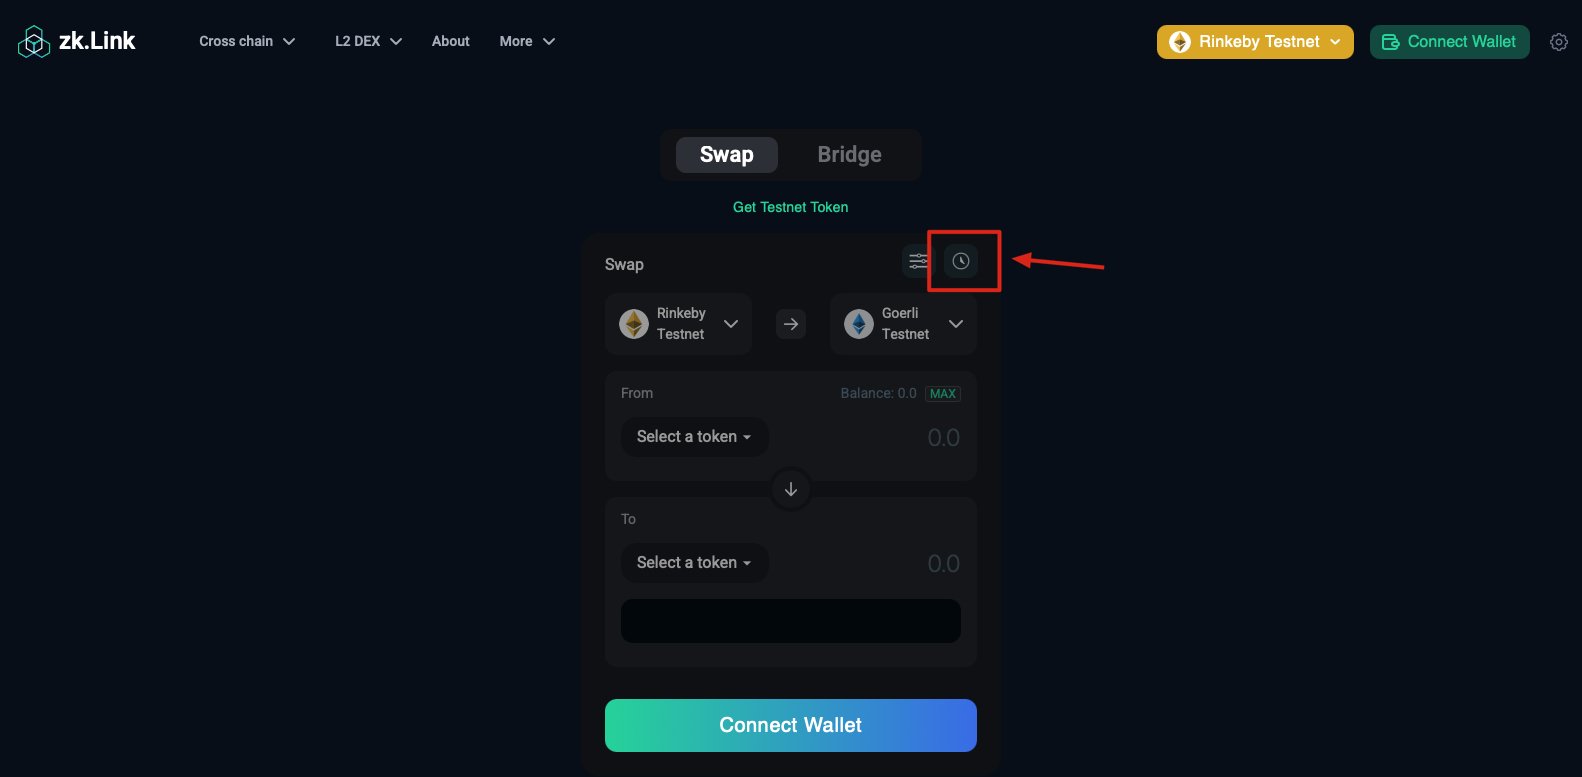 zk.Link
Cross chain
L2 DEX
About
More
Rinkeby Testnet
Connect Wallet
Swap
Bridge
Get Testnet Token
Swap
Rinkeby
Testnet
Goerli
Testnet
From
Balance: 0.0
MAX
Select a token
0.0
To
Select a token
0.0
Connect Wallet